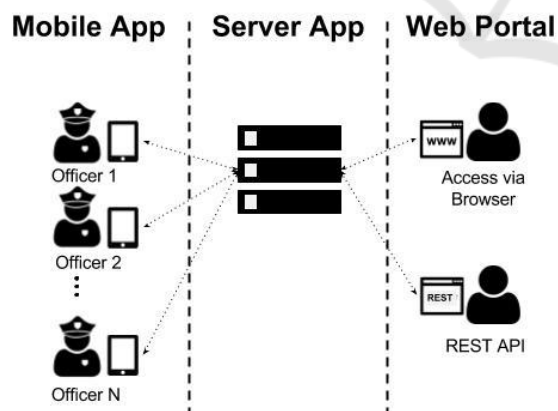 Mobile App
Server App
Web Portal
Officer 1
Officer 2
Officer N
www
Access via
Browser
REST
REST API